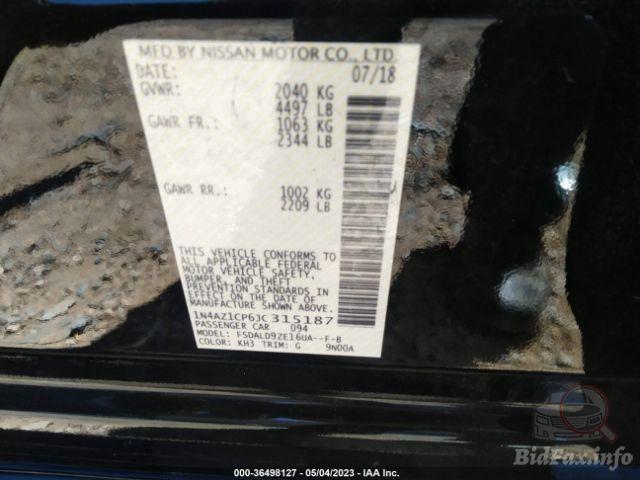 MFD BY NISSAN MOTOR CO., LTD
DATE: 07/18
GVWR: 2040 KG
4497 LB
GAWR FR.: 1063 KG
2344 LB
GAWR RR.: 1002 KG
2209 LB
THIS VEHICLE CONFORMS TO
ALL APPLICABLE FEDERAL
MOTOR VEHICLE SAFETY,
BUMPER, AND THEFT
PREVENTION STANDARDS IN
EFFECT ON THE DATE OF
MANUFACTURE SHOWN
ABOVE.
1N4AZ1CP6JC315187
PASSENGER CAR 094
MODEL: FSDALD9ZE16UA--F-B
COLOR: KH3 TRIM: G 9N00A
000-36498127 - 05/04/2023 - IAA Inc.
BidFax.info